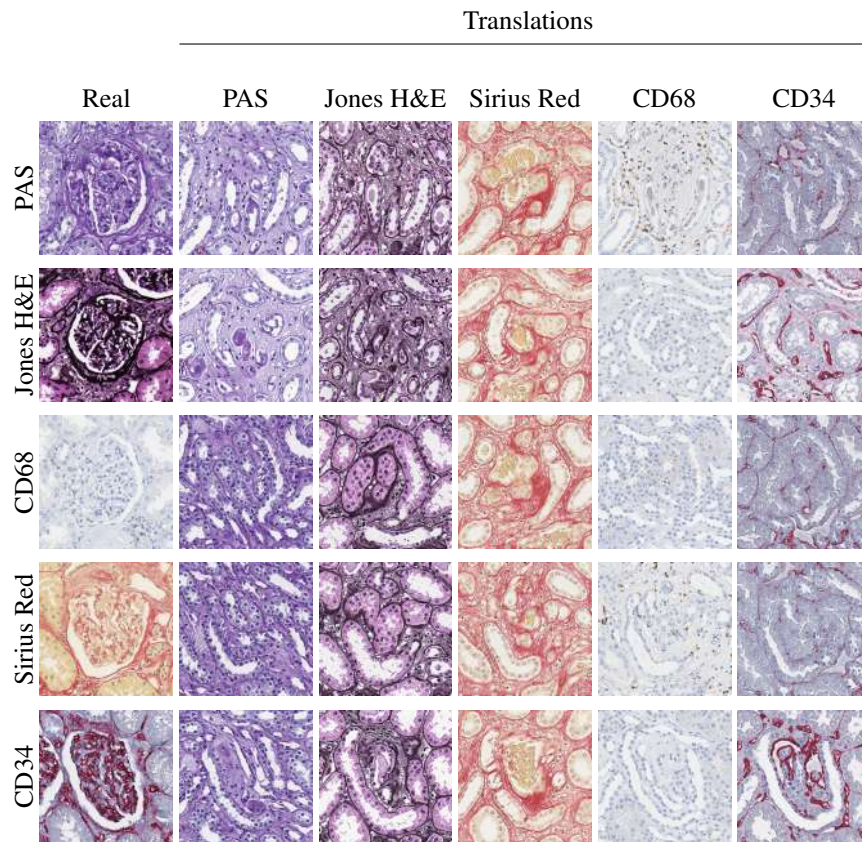 Translations
Real PAS Jones H&E Sirius Red CD68 CD34
PAS
Jones H&E
CD68
Sirius Red
CD34